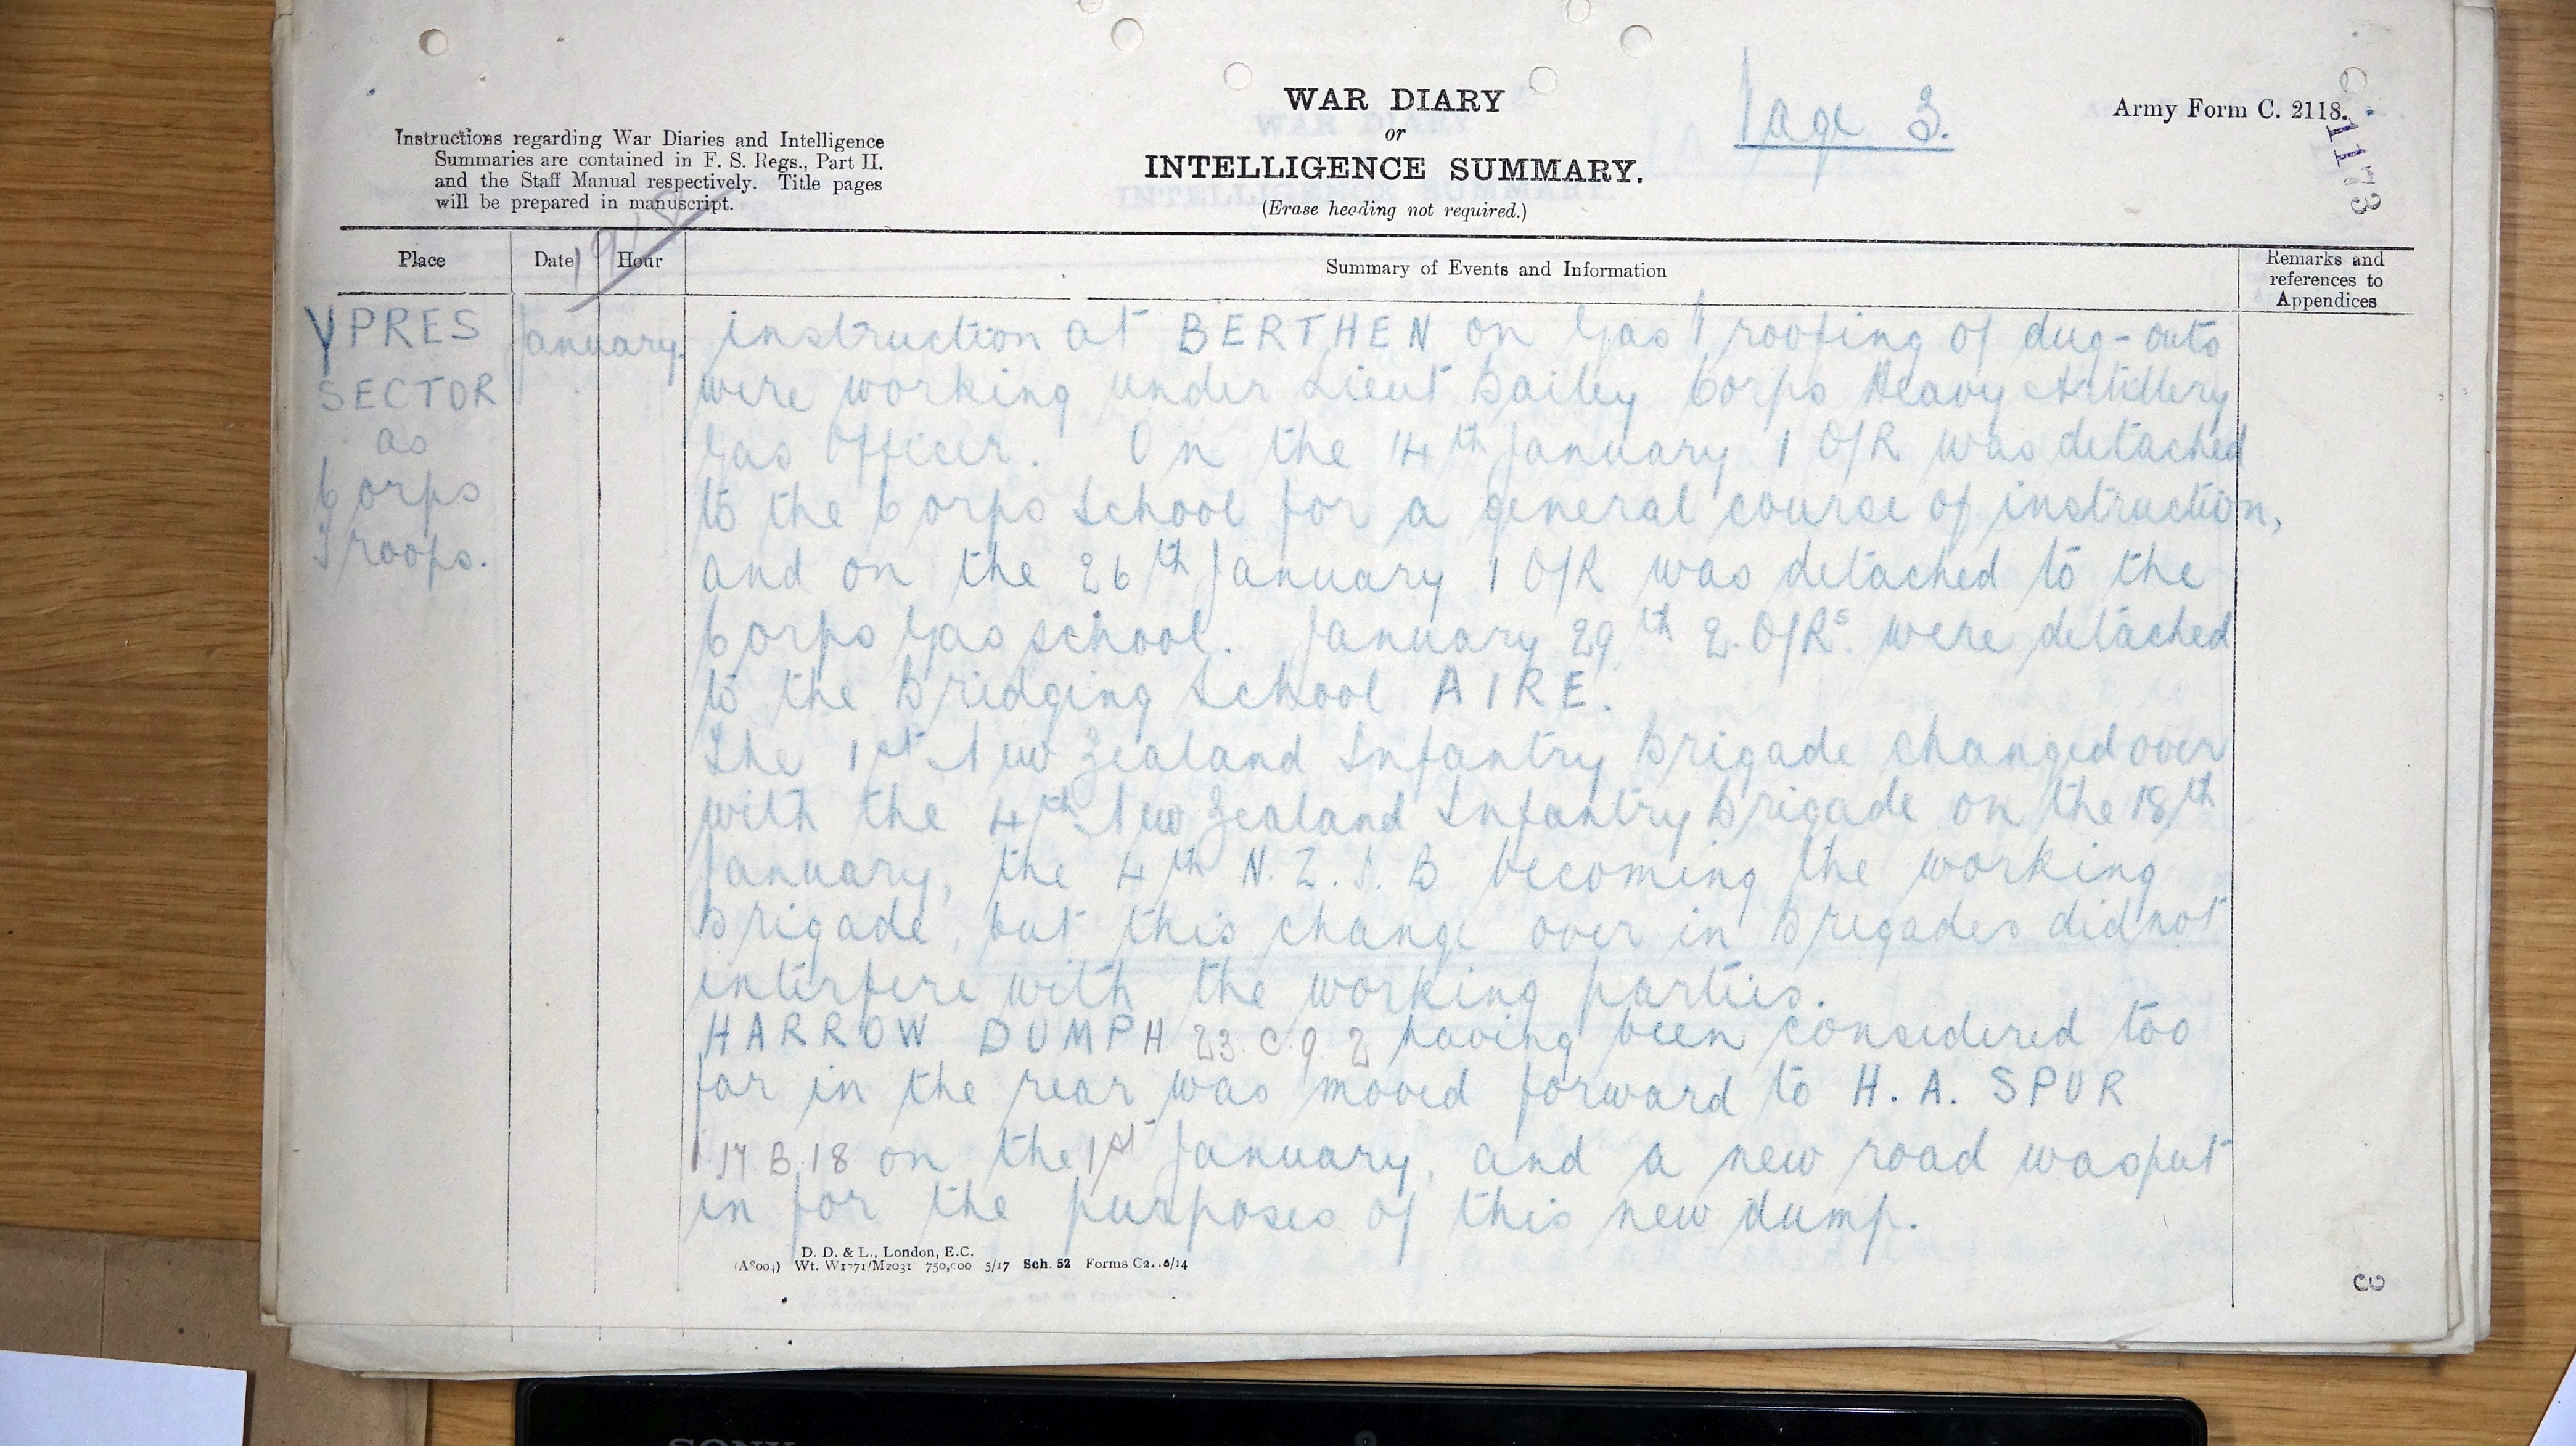 Page 3.
Army Form C. 2118.
C. 1173
WAR DIARY
or
INTELLIGENCE SUMMARY.
(Erase heading not required.)
Instructions regarding War Diaries and Intelligence
Summaries are contained in F. S. Regs., Part II.
and the Staff Manual respectively. Title pages
will be prepared in manuscript.
1918
Place
Date
Hour
Summary of Events and Information
Remarks and
references to
Appendices
YPRES
SECTOR
as
Corps
Troops.
January.
instruction at BERTHEN on Gas roofing of dug-outs
were working under Lieut Bailey Corps Heavy Artillery
Gas Officer. On the 14th January 1 O/R was detached
to the Corps School for a general course of instruction,
and on the 26th January 1 O/R was detached to the
Corps Gas school. January 29th 2. O/Rs. were detached
to the Bridging School AIRE.
The 1st New Zealand Infantry Brigade changed over
with the 4th New Zealand Infantry Brigade on the 18th
January, the 4th N. Z. I. B becoming the working
Brigade, but this change over in Brigades did not
interfere with the working parties.
HARROW DUMP H 23. C. 9. 2 having been considered too
far in the rear was moved forward to H. A. SPUR
I 17 B. 18 on the 1st January, and a new road was put
in for the purposes of this new dump.
D. D. & L., London, E.C.
(A8004) Wt. W1771/M2031 750,000 5/17 Sch. 52 Forms C2118/14
3
SONY